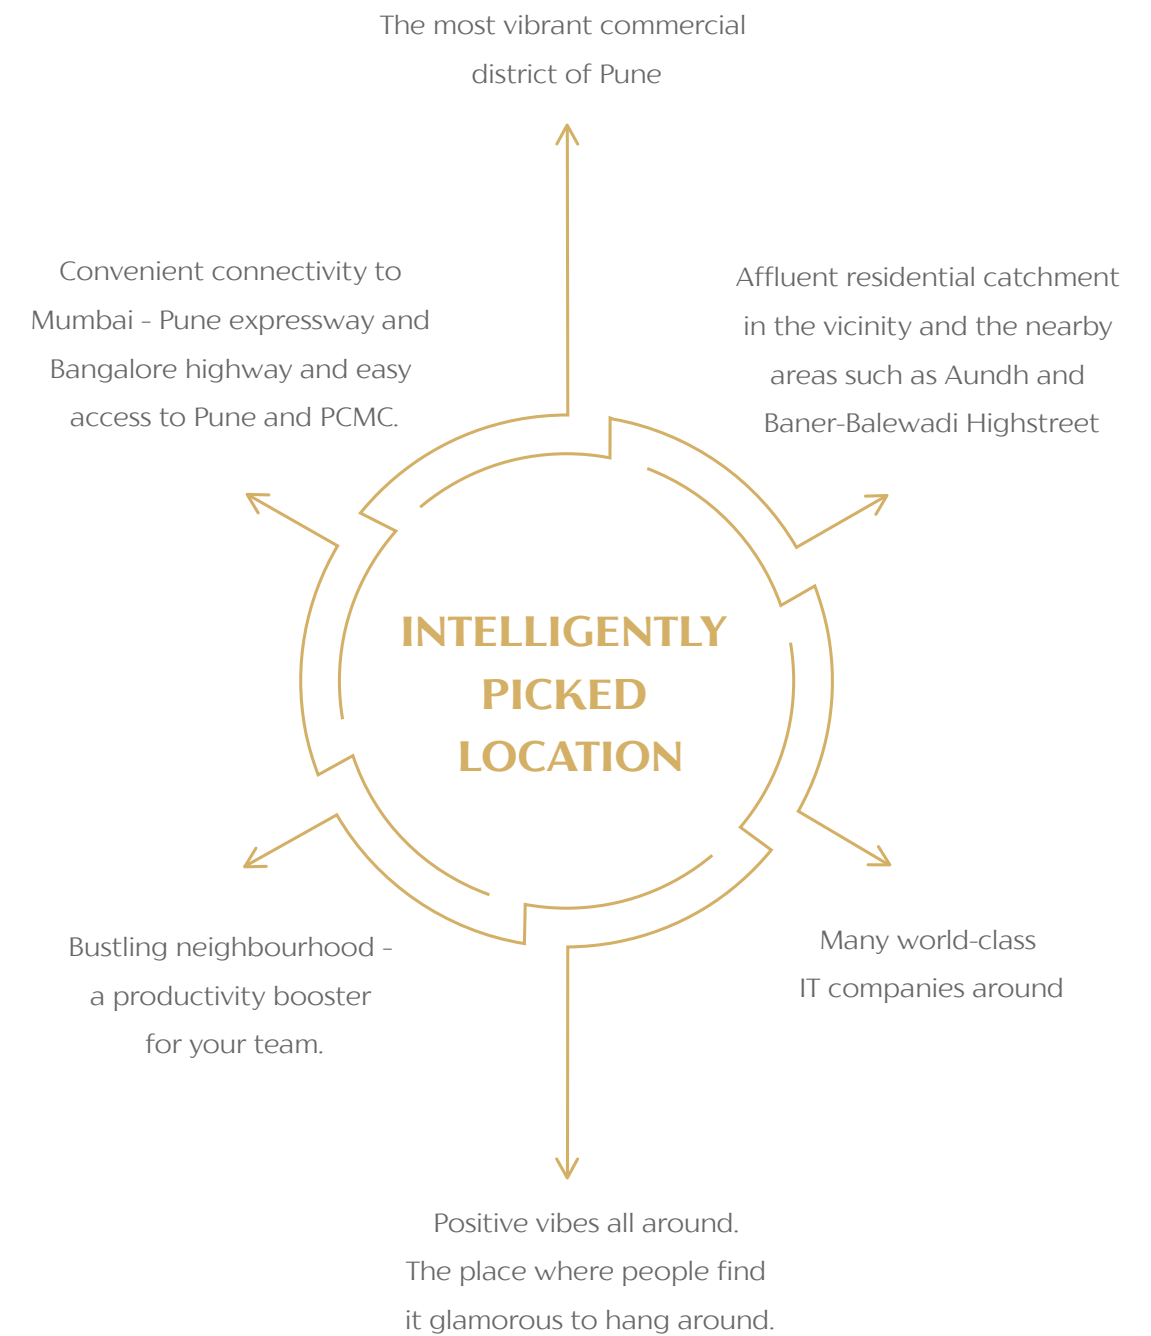 The most vibrant commercial
district of Pune
Convenient connectivity to
Mumbai - Pune expressway and
Bangalore highway and easy
access to Pune and PCMC.
Affluent residential catchment
in the vicinity and the nearby
areas such as Aundh and
Baner-Balewadi Highstreet
INTELLIGENTLY
PICKED
LOCATION
Bustling neighbourhood -
a productivity booster
for your team.
Many world-class
IT companies around
Positive vibes all around.
The place where people find
it glamorous to hang around.